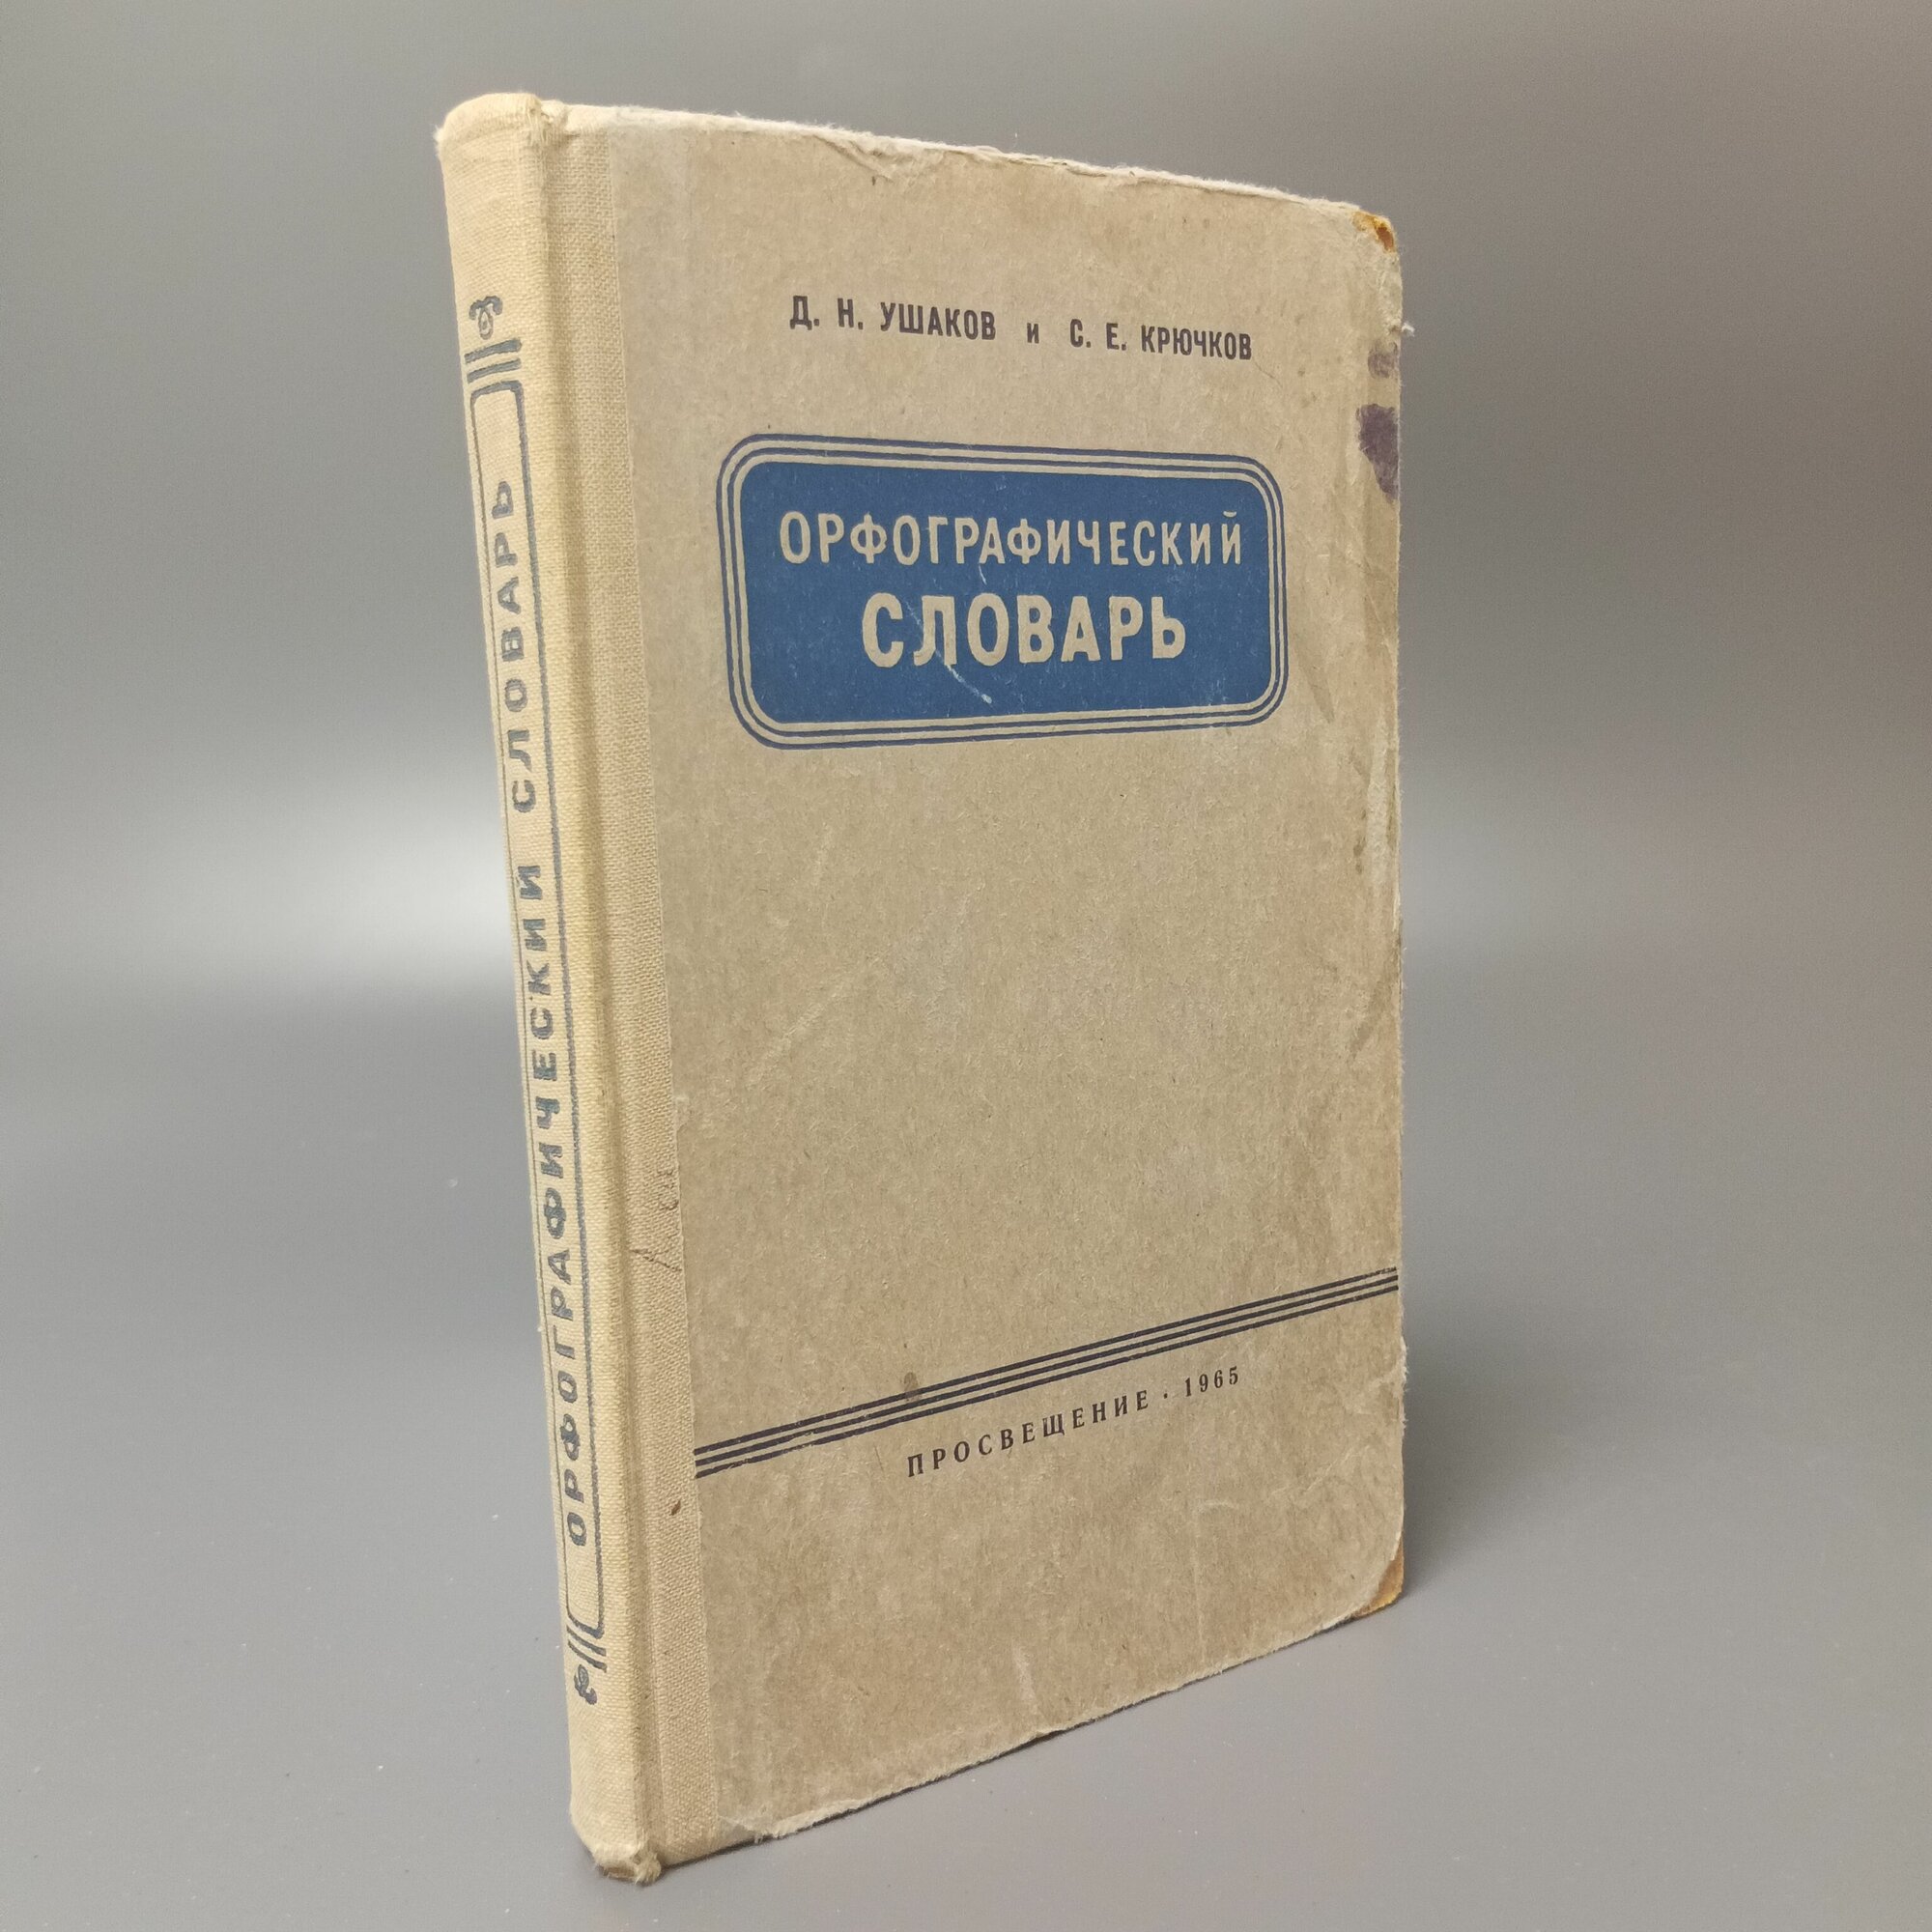 Д. Н. УШАКОВ и С. Е. КРЮЧКОВ
ОРФОГРАФИЧЕСКИЙ
СЛОВАРЬ
ПРОСВЕЩЕНИЕ · 1965
ОРФОГРАФИЧЕСКИЙ СЛОВАРЬ